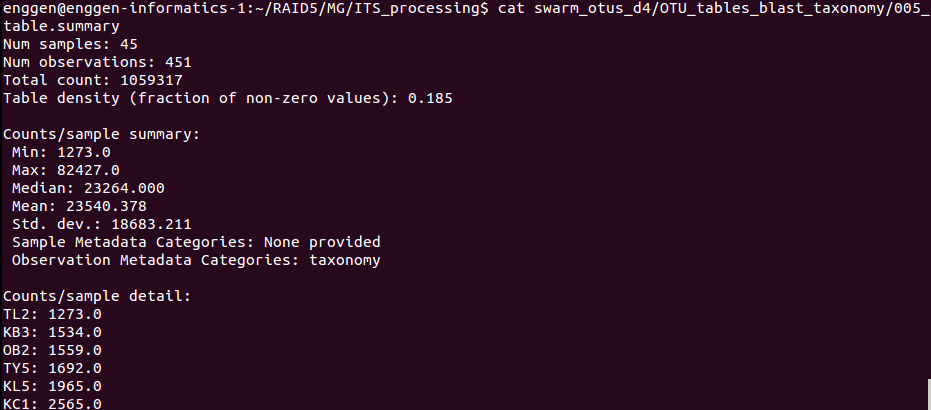 enggen@enggen-informatics-1:~/RAID5/MG/ITS_processing$ cat swarm_otus_d4/OTU_tables_blast_taxonomy/005_
table.summary
Num samples: 45
Num observations: 451
Total count: 1059317
Table density (fraction of non-zero values): 0.185
Counts/sample summary:
Min: 1273.0
Max: 82427.0
Median: 23264.000
Mean: 23540.378
Std. dev.: 18683.211
Sample Metadata Categories: None provided
Observation Metadata Categories: taxonomy
Counts/sample detail:
TL2: 1273.0
KB3: 1534.0
OB2: 1559.0
TY5: 1692.0
KL5: 1965.0
KC1: 2565.0